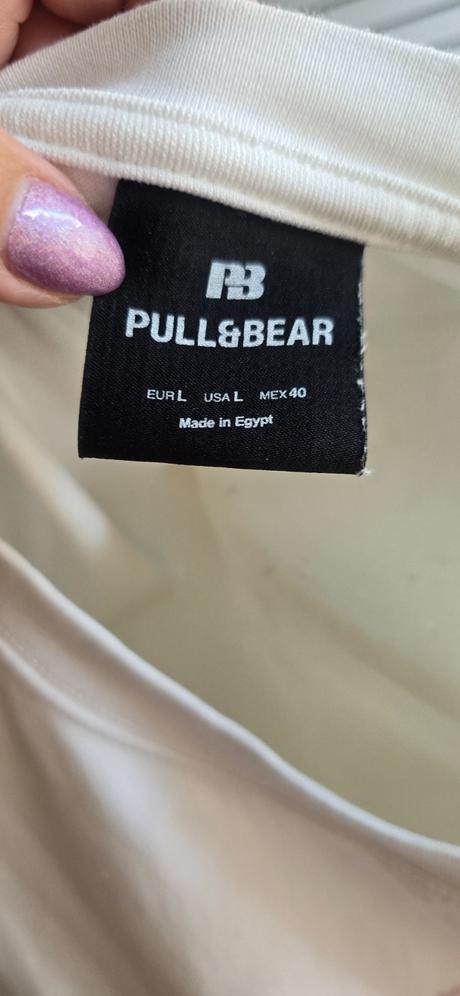 PB
PULL&BEAR
EUR L USA L MEX 40
Made in Egypt